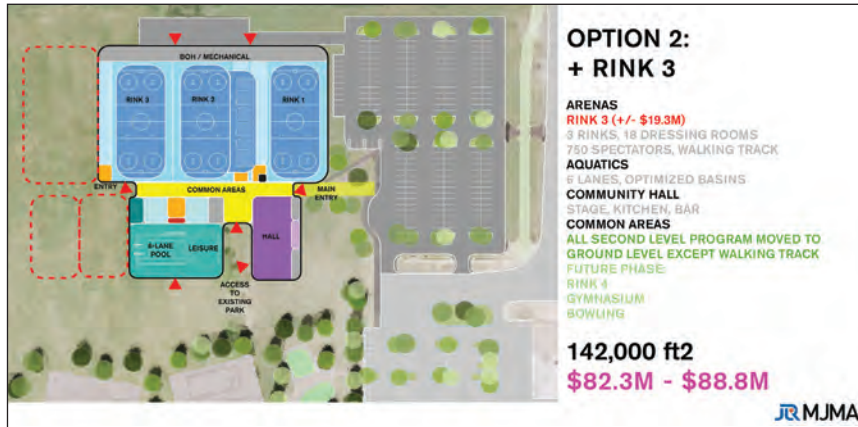 BOH / MECHANICAL
RINK 3
RINK 2
RINK 1
ENTRY
COMMON AREAS
MAIN
ENTRY
6-LANE
POOL
LEISURE
HALL
ACCESS
TO
EXISTING
PARK
OPTION 2:
+ RINK 3
ARENAS
RINK 3 (+/- $19.3M)
3 RINKS, 18 DRESSING ROOMS
750 SPECTATORS, WALKING TRACK
AQUATICS
6 LANES, OPTIMIZED BASINS
COMMUNITY HALL
STAGE, KITCHEN, BAR
COMMON AREAS
ALL SECOND LEVEL PROGRAM MOVED TO
GROUND LEVEL EXCEPT WALKING TRACK
FUTURE PHASE:
RINK 4
GYMNASIUM
BOWLING
142,000 ft2
$82.3M - $88.8M
MJMA